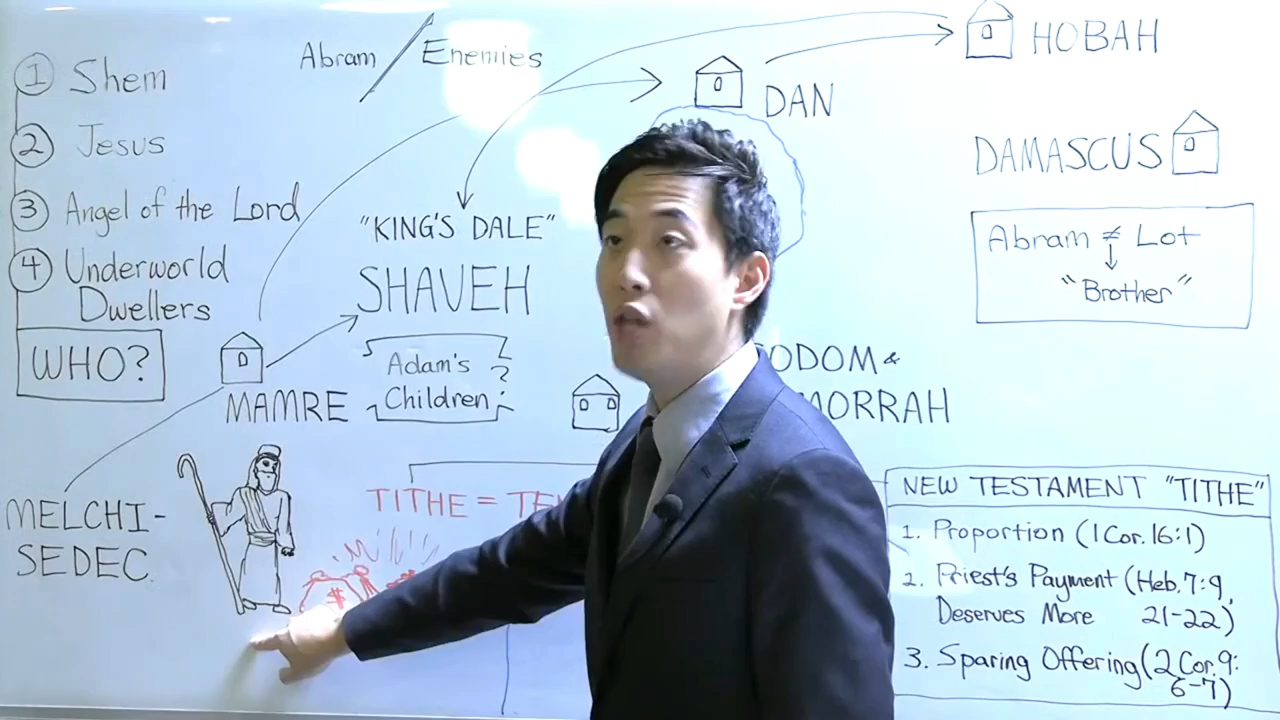 ① Shem
② Jesus
③ Angel of the Lord
④ Underworld
Dwellers
WHO?
Abram / Enemies
HOBAH
DAN
DAMASCUS
"KING'S DALE"
SHAVEH
Abram ≠ Lot
"Brother"
Adam's
Children
?
MAMRE
ODOM &
MORRAH
MELCHI-
SEDEC.
TITHE = TE
$
NEW TESTAMENT "TITHE"
1. Proportion (1 Cor. 16:1)
2. Priest's Payment (Heb. 7:9,
Deserves More 21-22)
3. Sparing Offering (2 Cor. 9:
6-7)